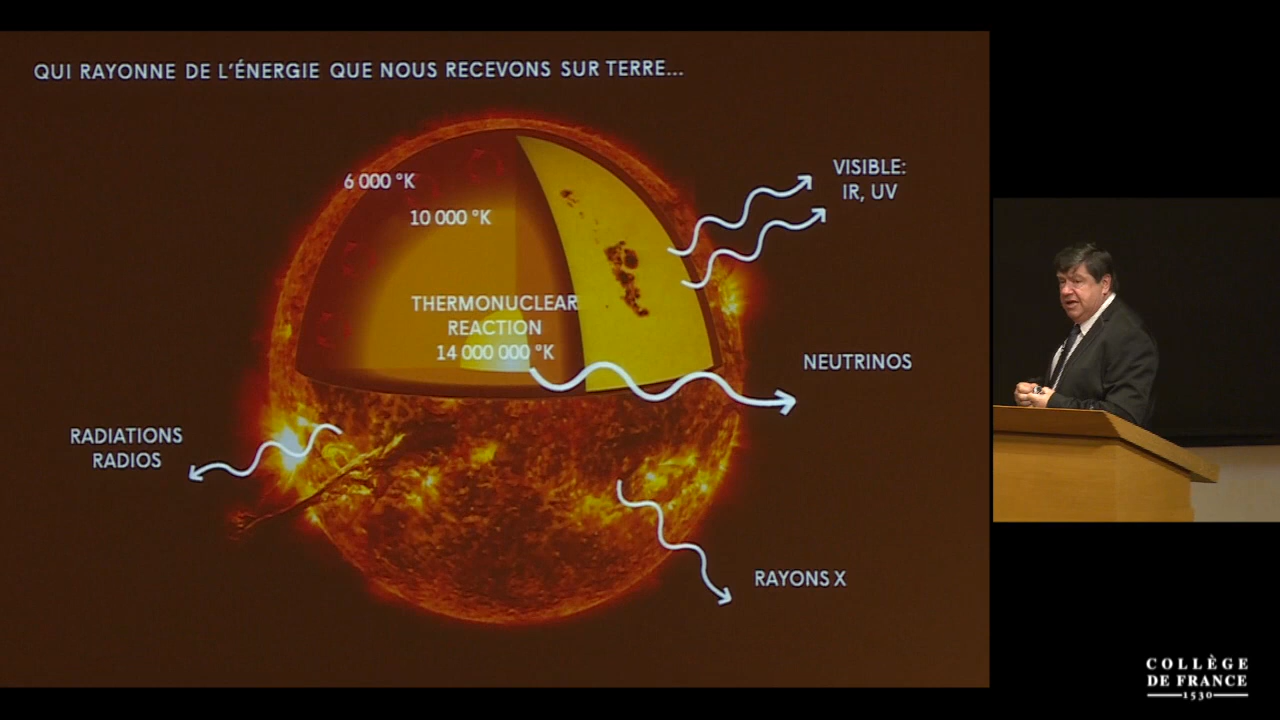 QUI RAYONNE DE L'ÉNERGIE QUE NOUS RECEVONS SUR TERRE...
6 000 °K
10 000 °K
THERMONUCLEAR
REACTION
14 000 000 °K
VISIBLE:
IR, UV
NEUTRINOS
RADIATIONS
RADIOS
RAYONS X
COLLÈGE
DE FRANCE
1530